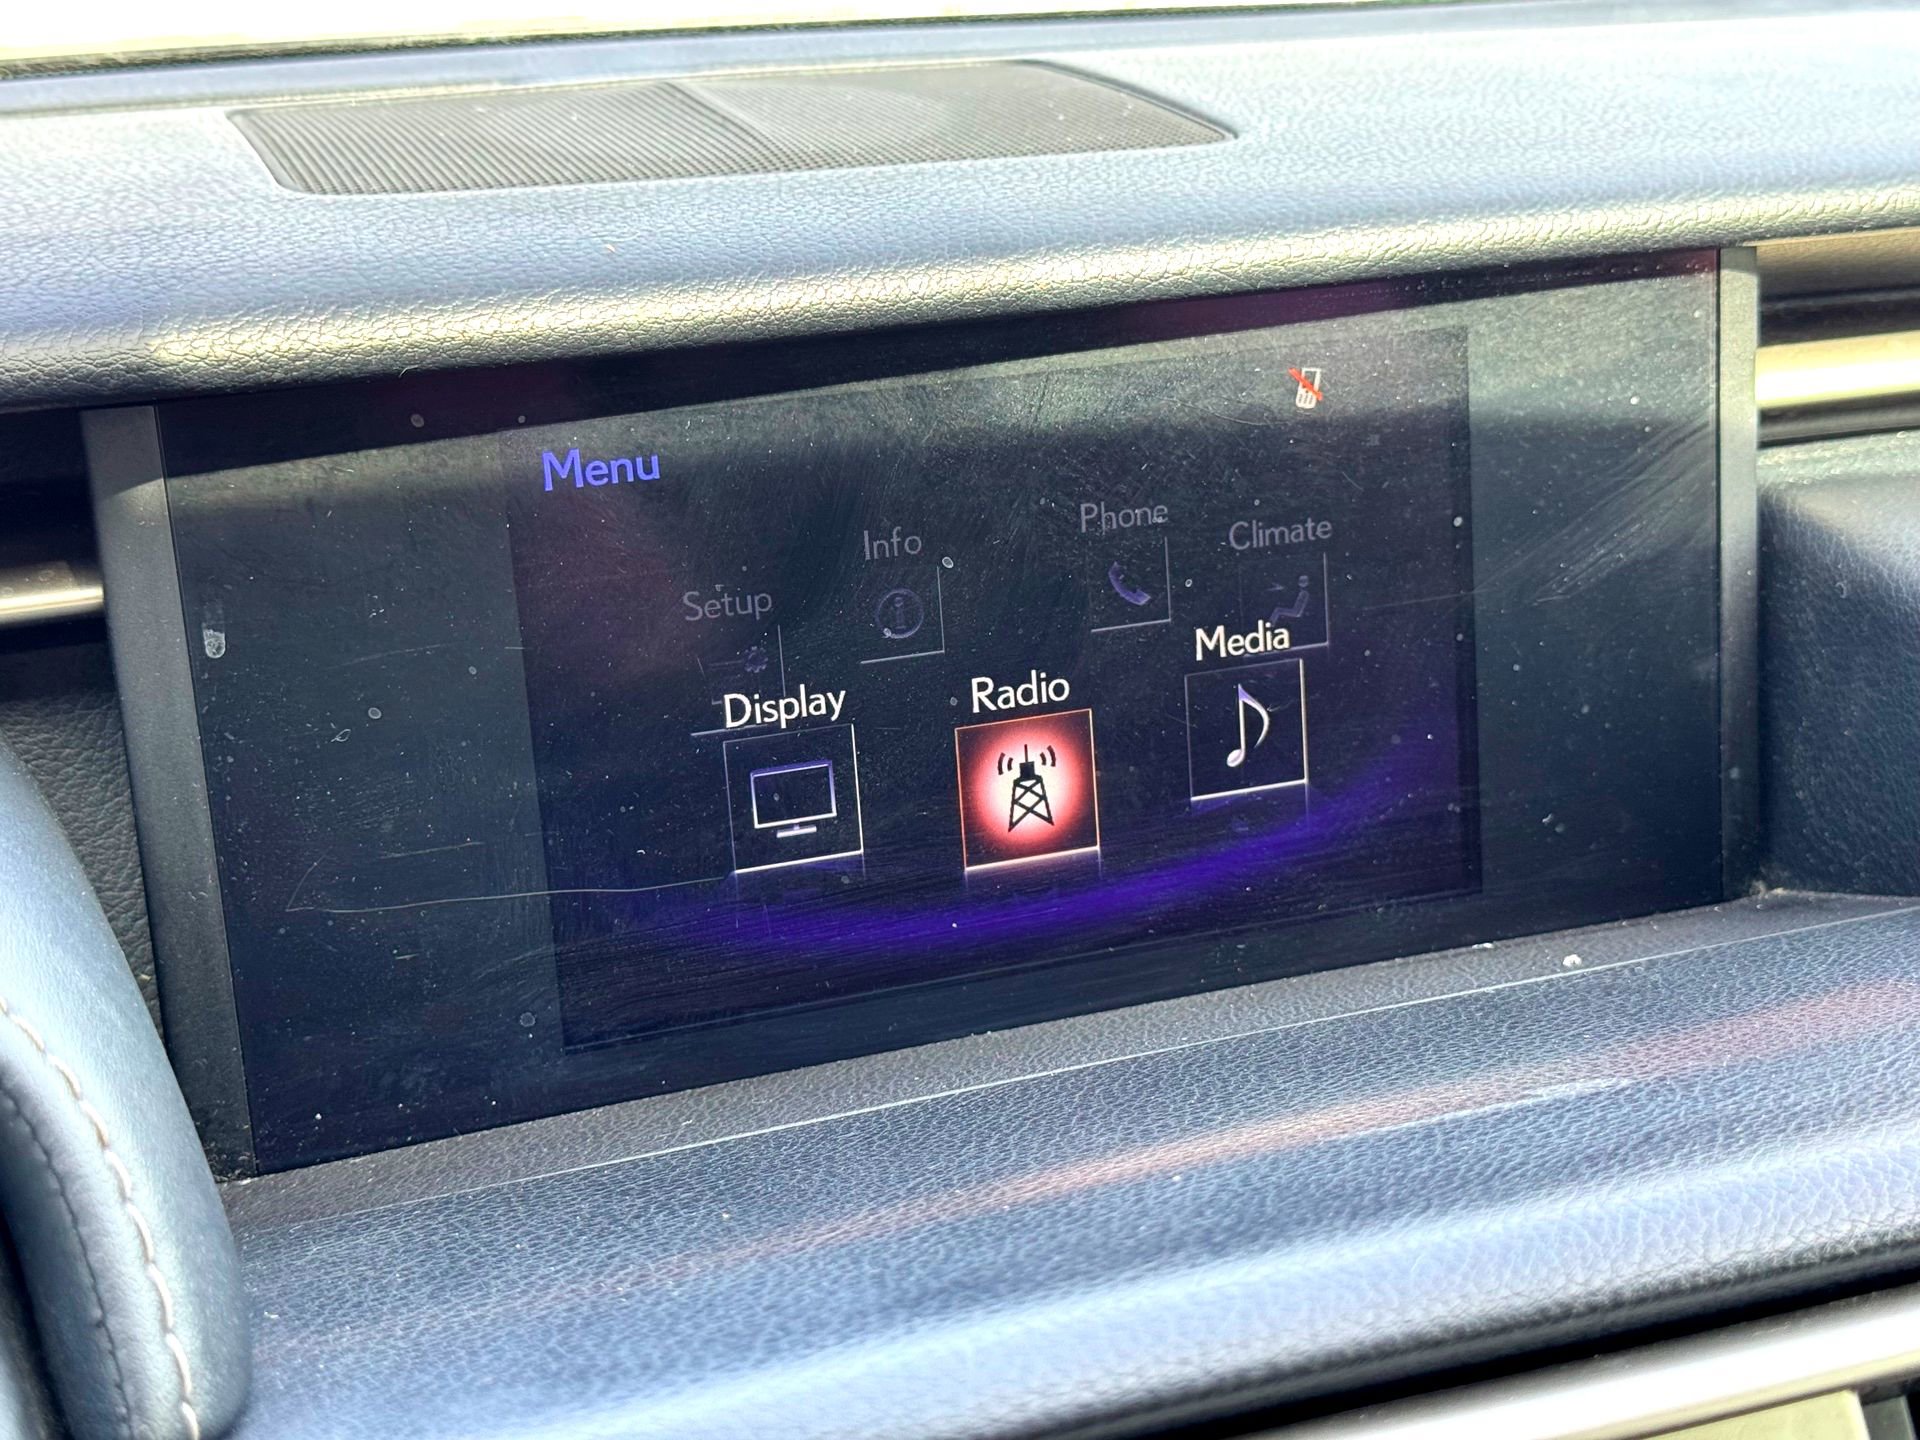 Menu
Phone
Climate
Info
Setup
Media
Radio
Display